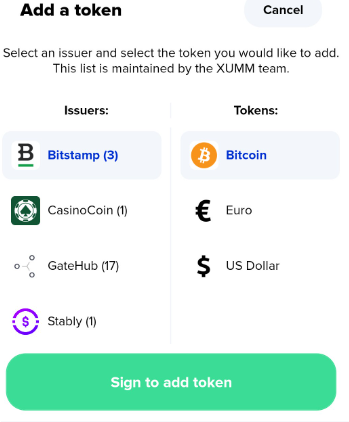 Add a token
Cancel
Select an issuer and select the token you would like to add.
This list is maintained by the XUMM team.
Issuers:
Tokens:
B
Bitstamp (3)
₿
Bitcoin
CasinoCoin (1)
€
Euro
GateHub (17)
$
US Dollar
$
Stably (1)
Sign to add token